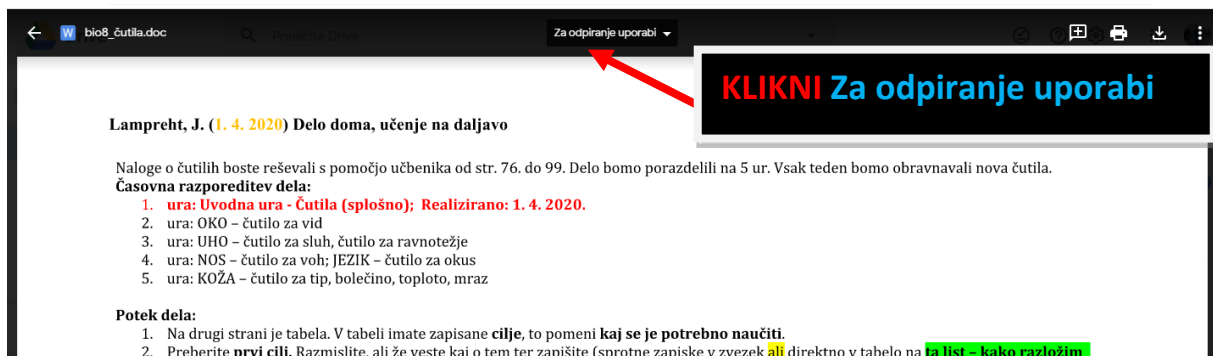 W bio8_čutila.doc Preiščite Drive Za odpiranje uporabi
KLIKNI Za odpiranje uporabi
Lampreht, J. (1. 4. 2020) Delo doma, učenje na daljavo
Naloge o čutilih boste reševali s pomočjo učbenika od str. 76. do 99. Delo bomo porazdelili na 5 ur. Vsak teden bomo obravnavali nova čutila.
Časovna razporeditev dela:
1. ura: Uvodna ura - Čutila (splošno); Realizirano: 1. 4. 2020.
2. ura: OKO – čutilo za vid
3. ura: UHO – čutilo za sluh, čutilo za ravnotežje
4. ura: NOS – čutilo za voh; JEZIK – čutilo za okus
5. ura: KOŽA – čutilo za tip, bolečino, toploto, mraz
Potek dela:
1. Na drugi strani je tabela. V tabeli imate zapisane cilje, to pomeni kaj se je potrebno naučiti.
2. Preberite prvi cilj. Razmislite, ali že veste kaj o tem ter zapišite (sprotne zapiske v zvezek ali direktno v tabelo na ta list – kako razložim